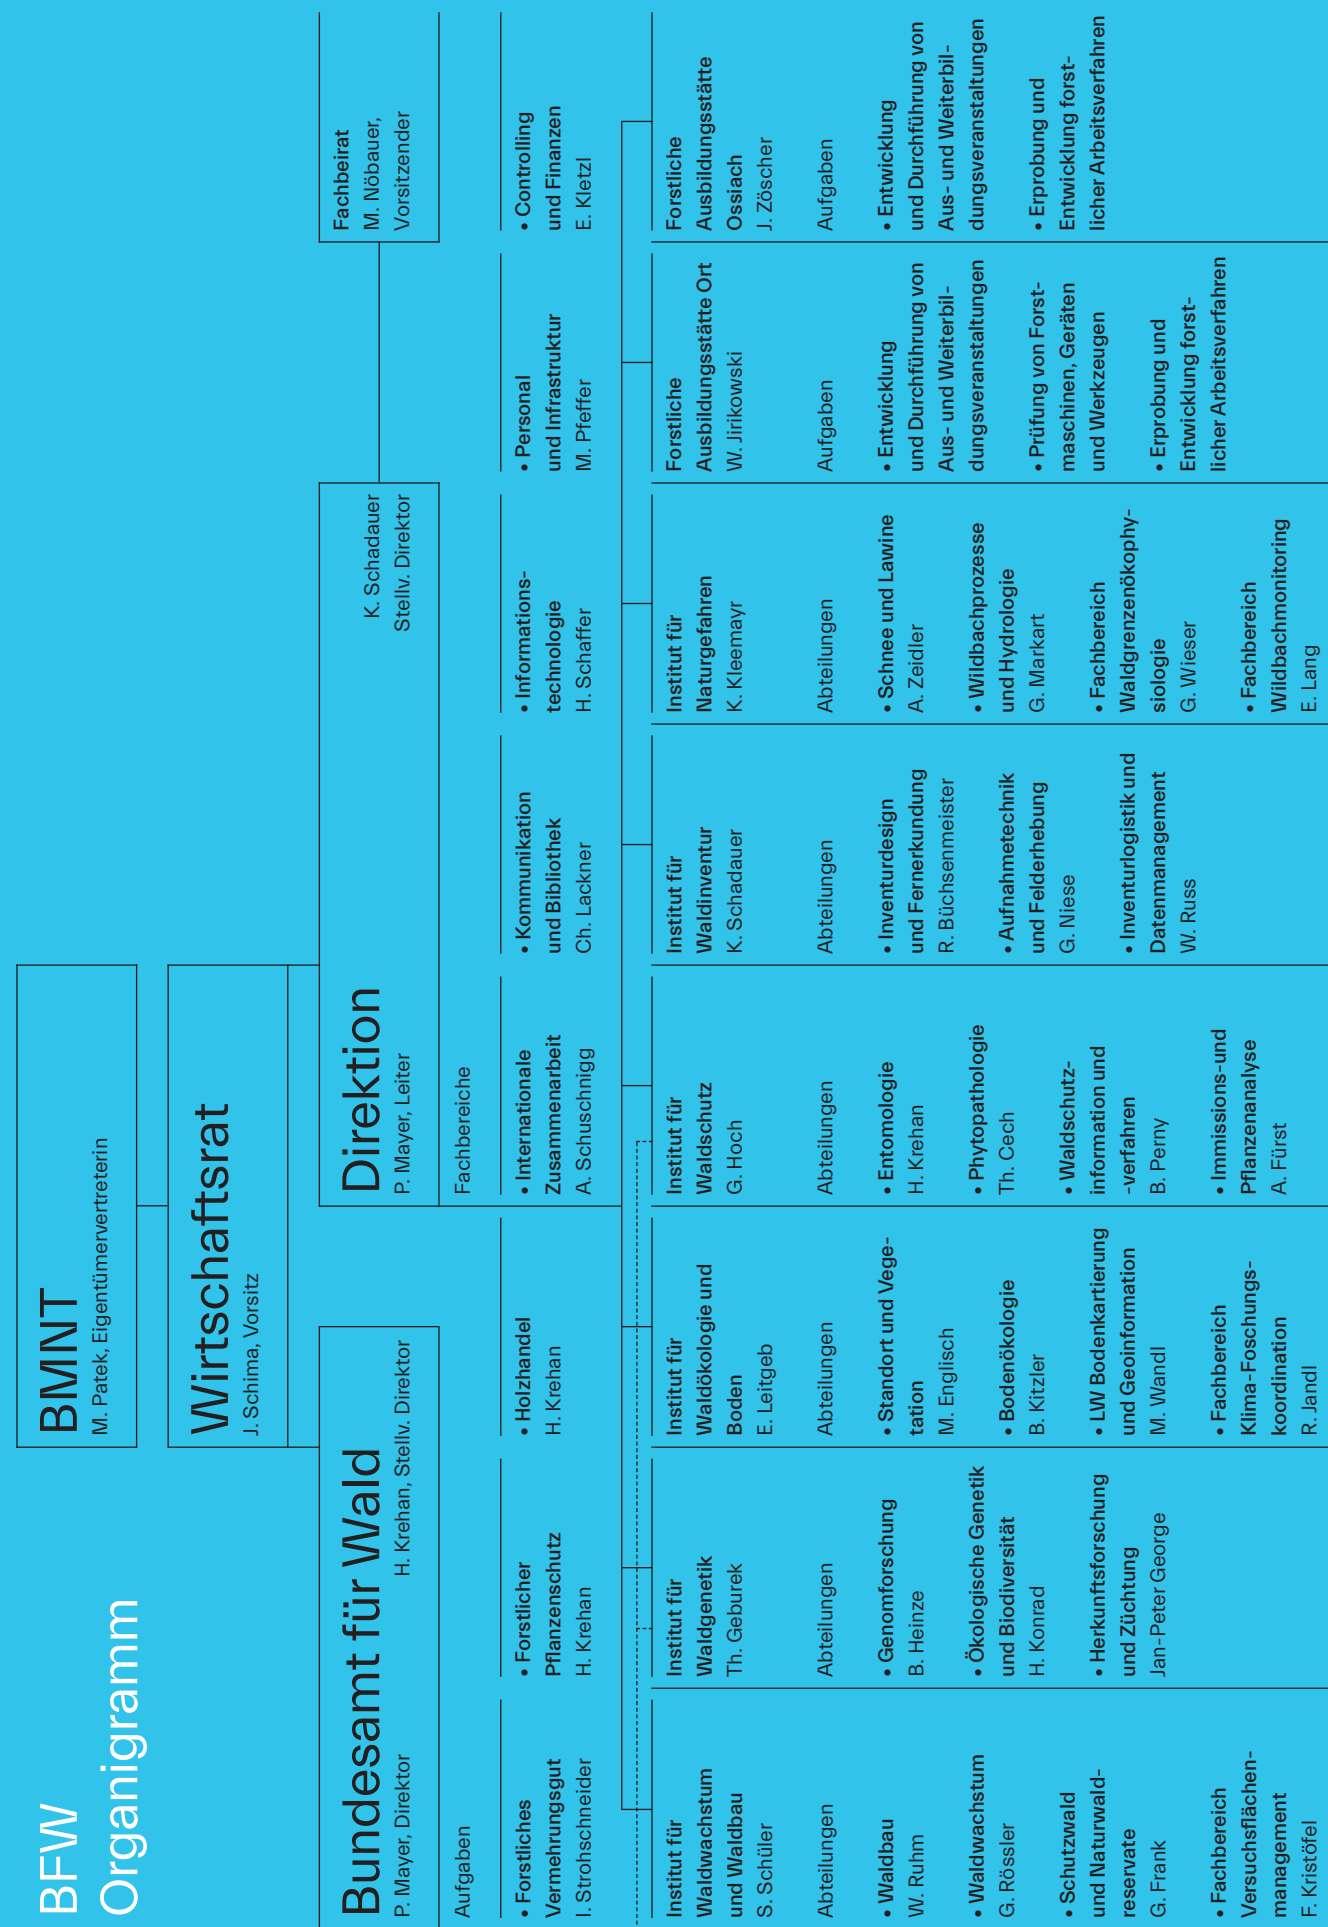 BFW
Organigramm
BMNT
M. Patek, Eigentümervertreterin
Wirtschaftsrat
J. Schima, Vorsitz
Bundesamt für Wald
P. Mayer, Direktor
H. Krehan, Stellv. Direktor
Direktion
P. Mayer, Leiter
K. Schadauer
Stellv. Direktor
Fachbeirat
M. Nöbauer,
Vorsitzender
Aufgaben
• Forstliches
Vermehrungsgut
I. Strohschneider
• Forstlicher
Pflanzenschutz
H. Krehan
• Holzhandel
H. Krehan
Fachbereiche
• Internationale
Zusammenarbeit
A. Schuschnigg
• Kommunikation
und Bibliothek
Ch. Lackner
• Informations-
technologie
H. Schaffer
• Personal
und Infrastruktur
M. Pfeffer
• Controlling
und Finanzen
E. Kletzl
Institut für
Waldwachstum
und Waldbau
S. Schüler
Abteilungen
• Waldbau
W. Ruhm
• Waldwachstum
G. Rössler
• Schutzwald
und Naturwald-
reservate
G. Frank
• Fachbereich
Versuchsflächen-
management
F. Kristöfel
Institut für
Waldgenetik
Th. Geburek
Abteilungen
• Genomforschung
B. Heinze
• Ökologische Genetik
und Biodiversität
H. Konrad
• Herkunftsforschung
und Züchtung
Jan-Peter George
Institut für
Waldökologie und
Boden
E. Leitgeb
Abteilungen
• Standort und Vege-
tation
M. Englisch
• Bodenökologie
B. Kitzler
• LW Bodenkartierung
und Geoinformation
M. Wandl
• Fachbereich
Klima-Foschungs-
koordination
R. Jandl
Institut für
Waldschutz
G. Hoch
Abteilungen
• Entomologie
H. Krehan
• Phytopathologie
Th. Cech
• Waldschutz-
information und
-verfahren
B. Perny
• Immissions-und
Pflanzenanalyse
A. Fürst
Institut für
Waldinventur
K. Schadauer
Abteilungen
• Inventurdesign
und Fernerkundung
R. Büchsenmeister
• Aufnahmetechnik
und Felderhebung
G. Niese
• Inventurlogistik und
Datenmanagement
W. Russ
Institut für
Naturgefahren
K. Kleemayr
Abteilungen
• Schnee und Lawine
A. Zeidler
• Wildbachprozesse
und Hydrologie
G. Markart
• Fachbereich
Waldgrenzenökophy-
siologie
G. Wieser
• Fachbereich
Wildbachmonitoring
E. Lang
Forstliche
Ausbildungsstätte Ort
W. Jirikowski
Aufgaben
• Entwicklung
und Durchführung von
Aus- und Weiterbil-
dungsveranstaltungen
• Prüfung von Forst-
maschinen, Geräten
und Werkzeugen
• Erprobung und
Entwicklung forst-
licher Arbeitsverfahren
Forstliche
Ausbildungsstätte
Ossiach
J. Zöscher
Aufgaben
• Entwicklung
und Durchführung von
Aus- und Weiterbil-
dungsveranstaltungen
• Erprobung und
Entwicklung forst-
licher Arbeitsverfahren